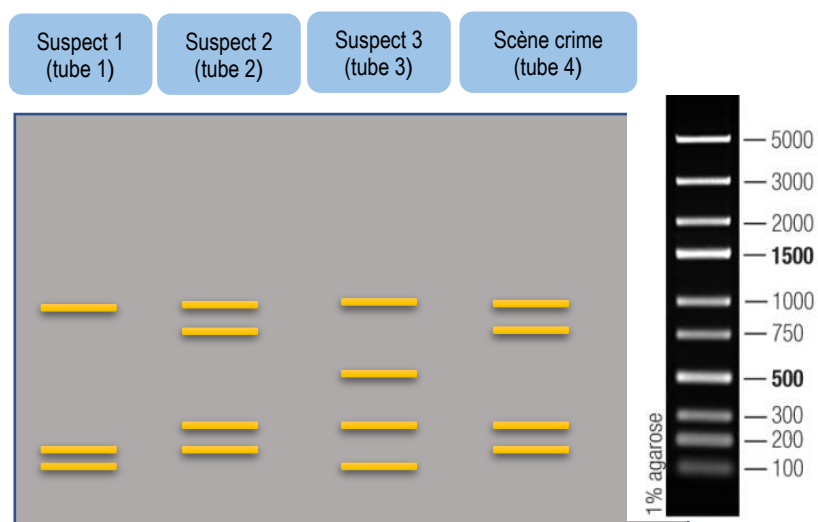 Suspect 1
(tube 1)
Suspect 2
(tube 2)
Suspect 3
(tube 3)
Scène crime
(tube 4)
5000
3000
2000
1500
1000
750
500
300
200
100
1% agarose